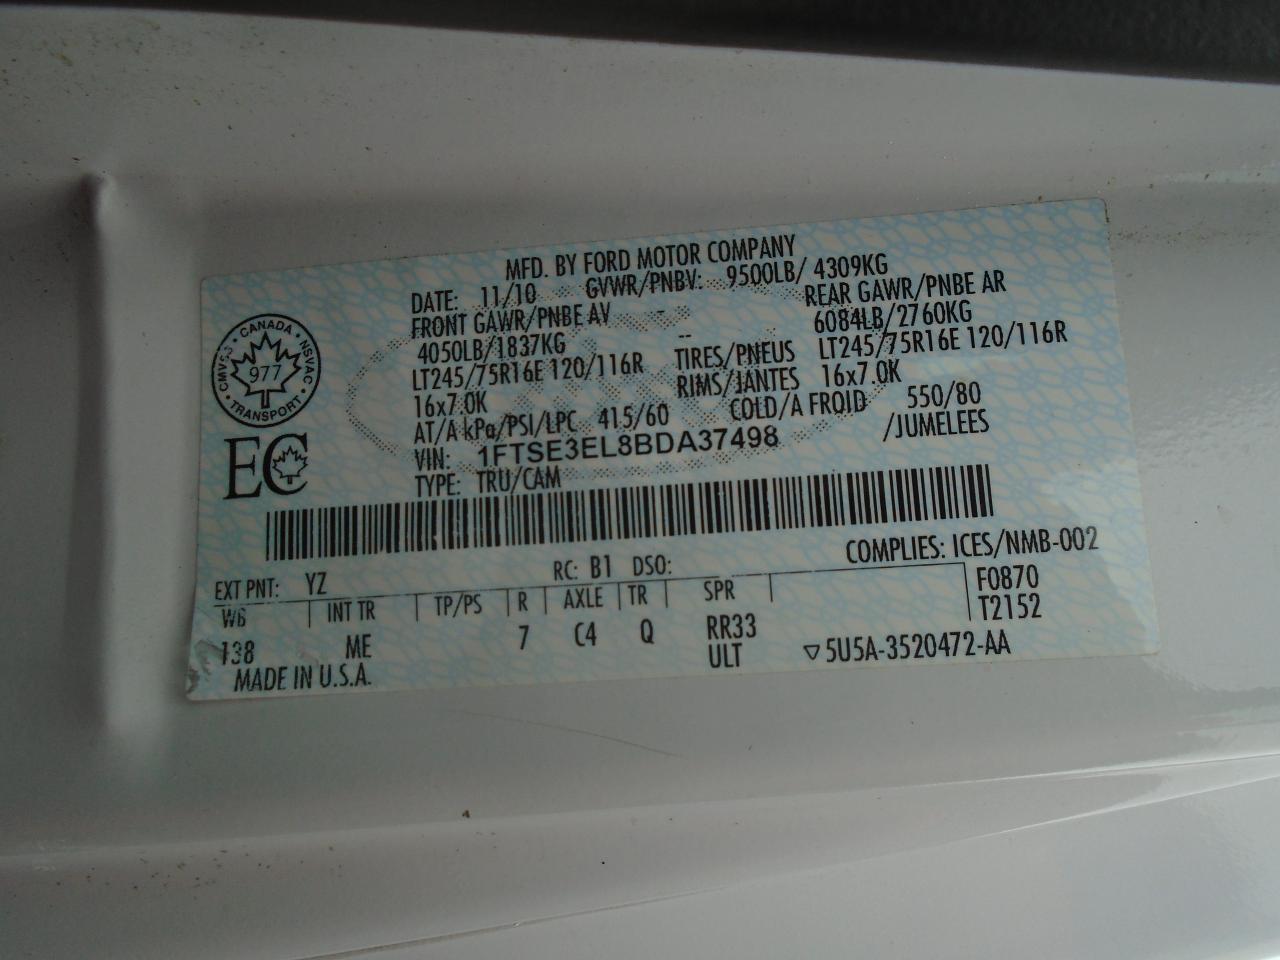 MFD. BY FORD MOTOR COMPANY
DATE: 11/10 GVWR/PNBV: 9500LB/ 4309KG
FRONT GAWR/PNBE AV -- REAR GAWR/PNBE AR
4050LB/1837KG -- 6084LB/2760KG
LT245/75R16E 120/116R TIRES/PNEUS LT245/75R16E 120/116R
16x7.0K RIMS/JANTES 16x7.0K
AT/A kPa/PSI/LPC 415/60 COLD/A FROID 550/80
VIN: 1FTSE3EL8BDA37498 /JUMELEES
TYPE: TRU/CAM
CANADA
CMVSS NSVAC
977
TRANSPORT
EC
COMPLIES: ICES/NMB-002
EXT PNT: YZ RC: B1 DSO:
WB INT TR TP/PS R AXLE TR SPR F0870
T2152
138 ME 7 C4 Q RR33
ULT ▽5U5A-3520472-AA
MADE IN U.S.A.